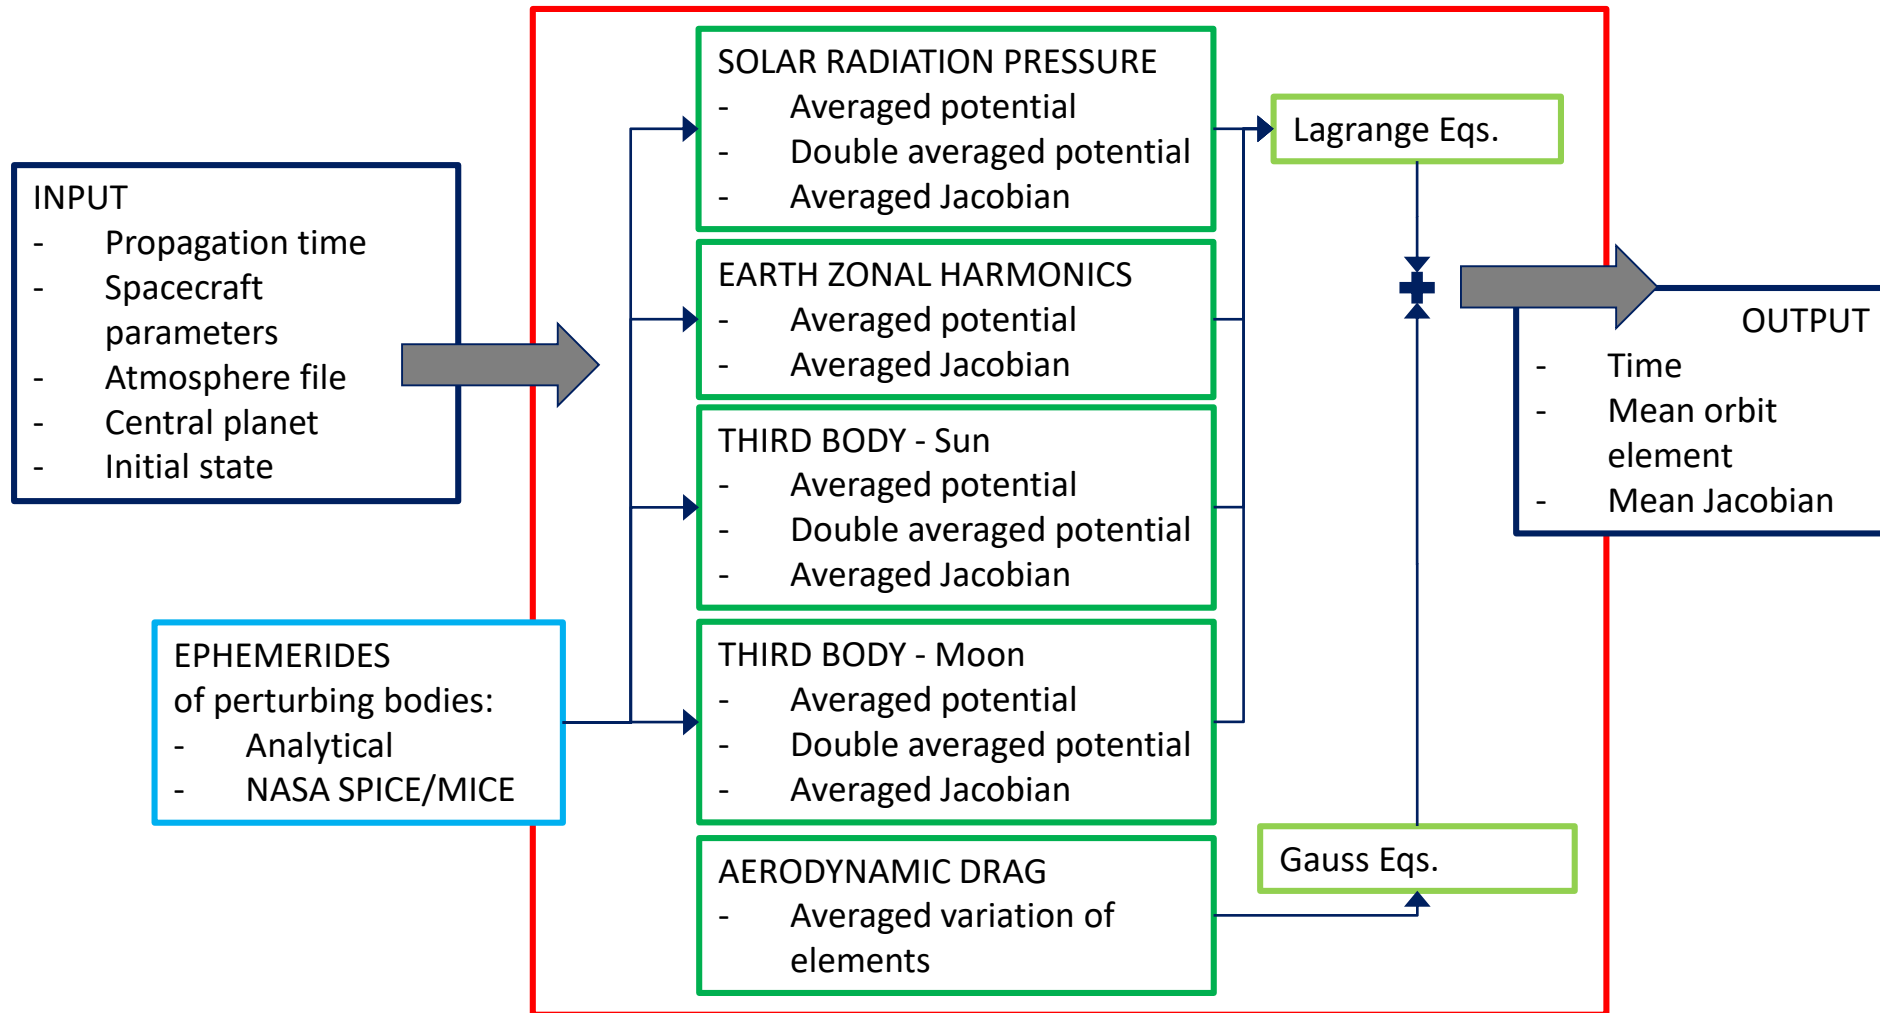 INPUT
- Propagation time
- Spacecraft
parameters
- Atmosphere file
- Central planet
- Initial state
EPHEMERIDES
of perturbing bodies:
- Analytical
- NASA SPICE/MICE
SOLAR RADIATION PRESSURE
- Averaged potential
- Double averaged potential
- Averaged Jacobian
EARTH ZONAL HARMONICS
- Averaged potential
- Averaged Jacobian
THIRD BODY - Sun
- Averaged potential
- Double averaged potential
- Averaged Jacobian
THIRD BODY - Moon
- Averaged potential
- Double averaged potential
- Averaged Jacobian
AERODYNAMIC DRAG
- Averaged variation of
elements
Lagrange Eqs.
Gauss Eqs.
OUTPUT
- Time
- Mean orbit
element
- Mean Jacobian